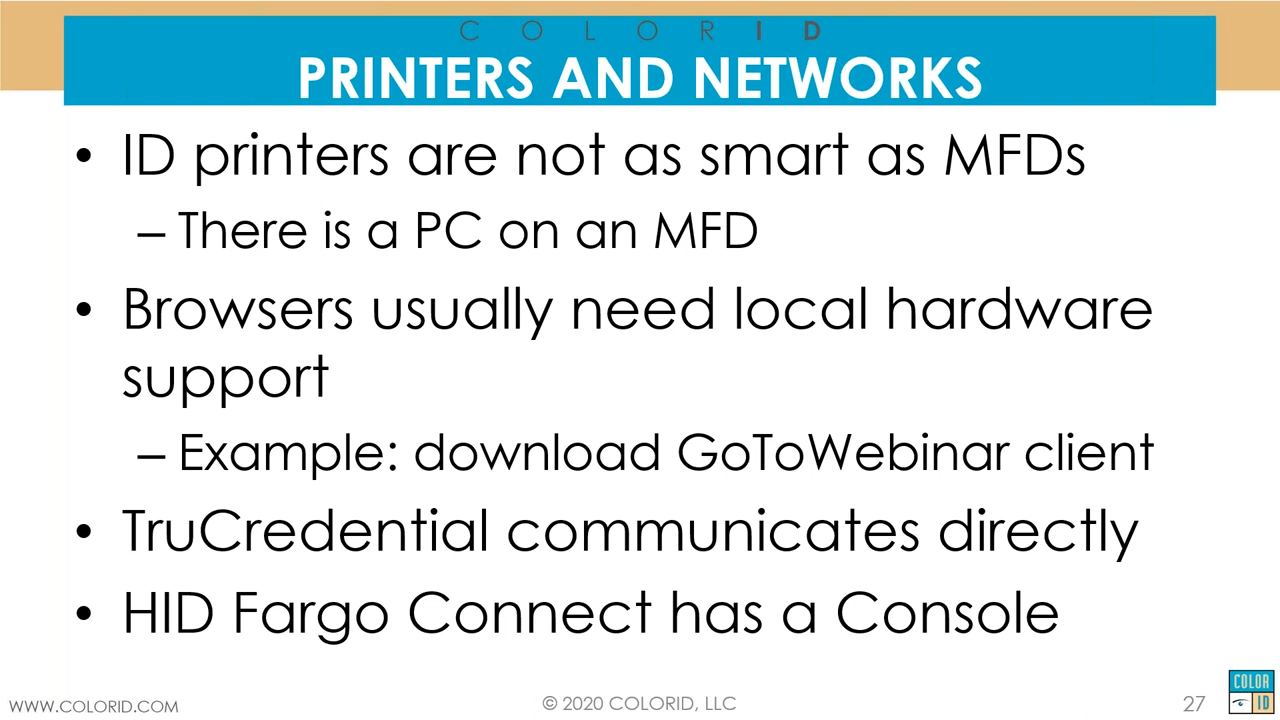 C O L O R I D
PRINTERS AND NETWORKS
• ID printers are not as smart as MFDs
– There is a PC on an MFD
• Browsers usually need local hardware
support
– Example: download GoToWebinar client
• TruCredential communicates directly
• HID Fargo Connect has a Console
WWW.COLORID.COM
© 2020 COLORID, LLC
27
COLOR
ID